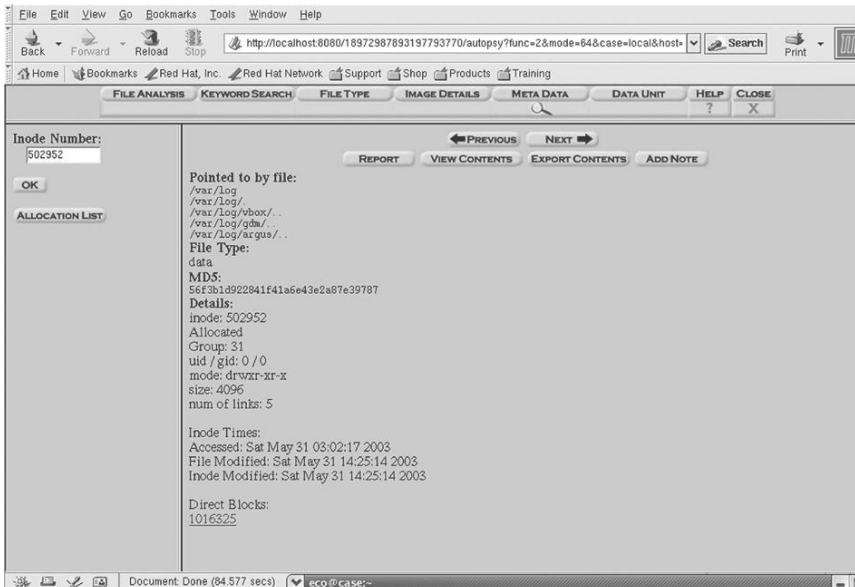 File Edit View Go Bookmarks Tools Window Help
Back Forward Reload Stop http://localhost:8080/18972987893197793770/autopsy?func=2&mode=64&case=local&host= Search Print
Home Bookmarks Red Hat, Inc. Red Hat Network Support Shop Products Training
FILE ANALYSIS KEYWORD SEARCH FILE TYPE IMAGE DETAILS META DATA DATA UNIT HELP CLOSE
? X
Inode Number:
502952
OK
ALLOCATION LIST
PREVIOUS NEXT
REPORT VIEW CONTENTS EXPORT CONTENTS ADD NOTE
Pointed to by file:
/var/log
/var/log/.
/var/log/vbox/..
/var/log/gdm/..
/var/log/argus/..
File Type:
data
MD5:
56f3b1d922841f41a6e43e2a87e39787
Details:
inode: 502952
Allocated
Group: 31
uid / gid: 0 / 0
mode: drwxr-xr-x
size: 4096
num of links: 5
Inode Times:
Accessed: Sat May 31 03:02:17 2003
File Modified: Sat May 31 14:25:14 2003
Inode Modified: Sat May 31 14:25:14 2003
Direct Blocks:
1016325
Document: Done (84.577 secs) eco@case:~